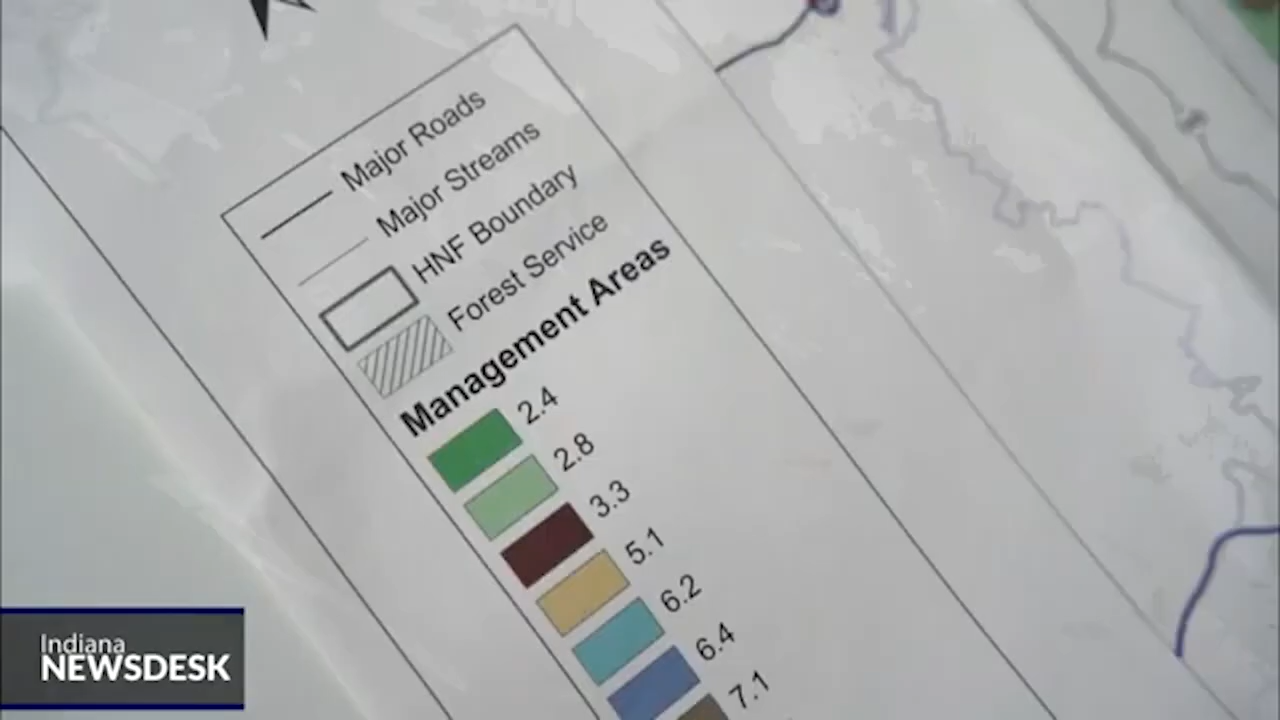 Major Roads
Major Streams
HNF Boundary
Forest Service
Management Areas
2.4
2.8
3.3
5.1
6.2
6.4
7.1
Indiana
NEWSDESK